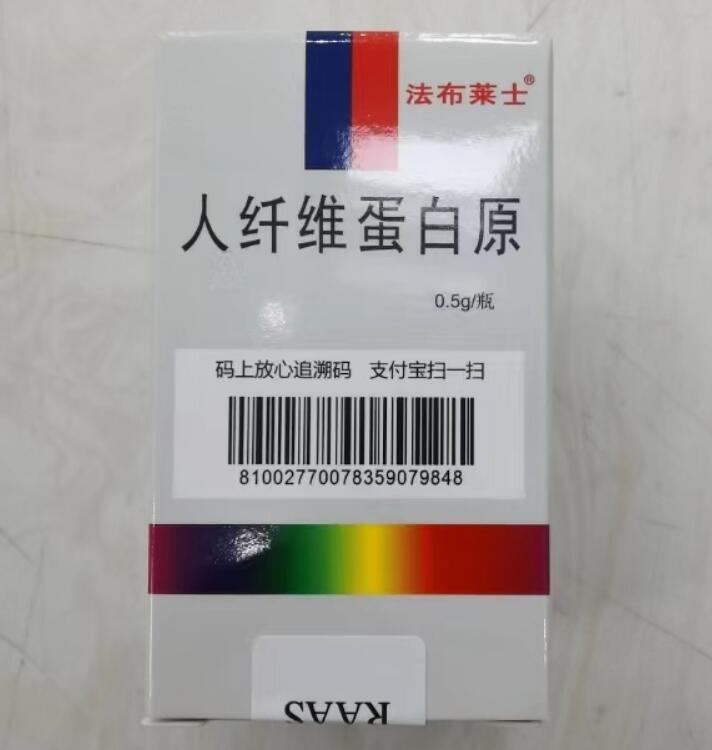 法布莱士®
人纤维蛋白原
0.5g/瓶
码上放心追溯码 支付宝扫一扫
81002770078359079848
RAAS